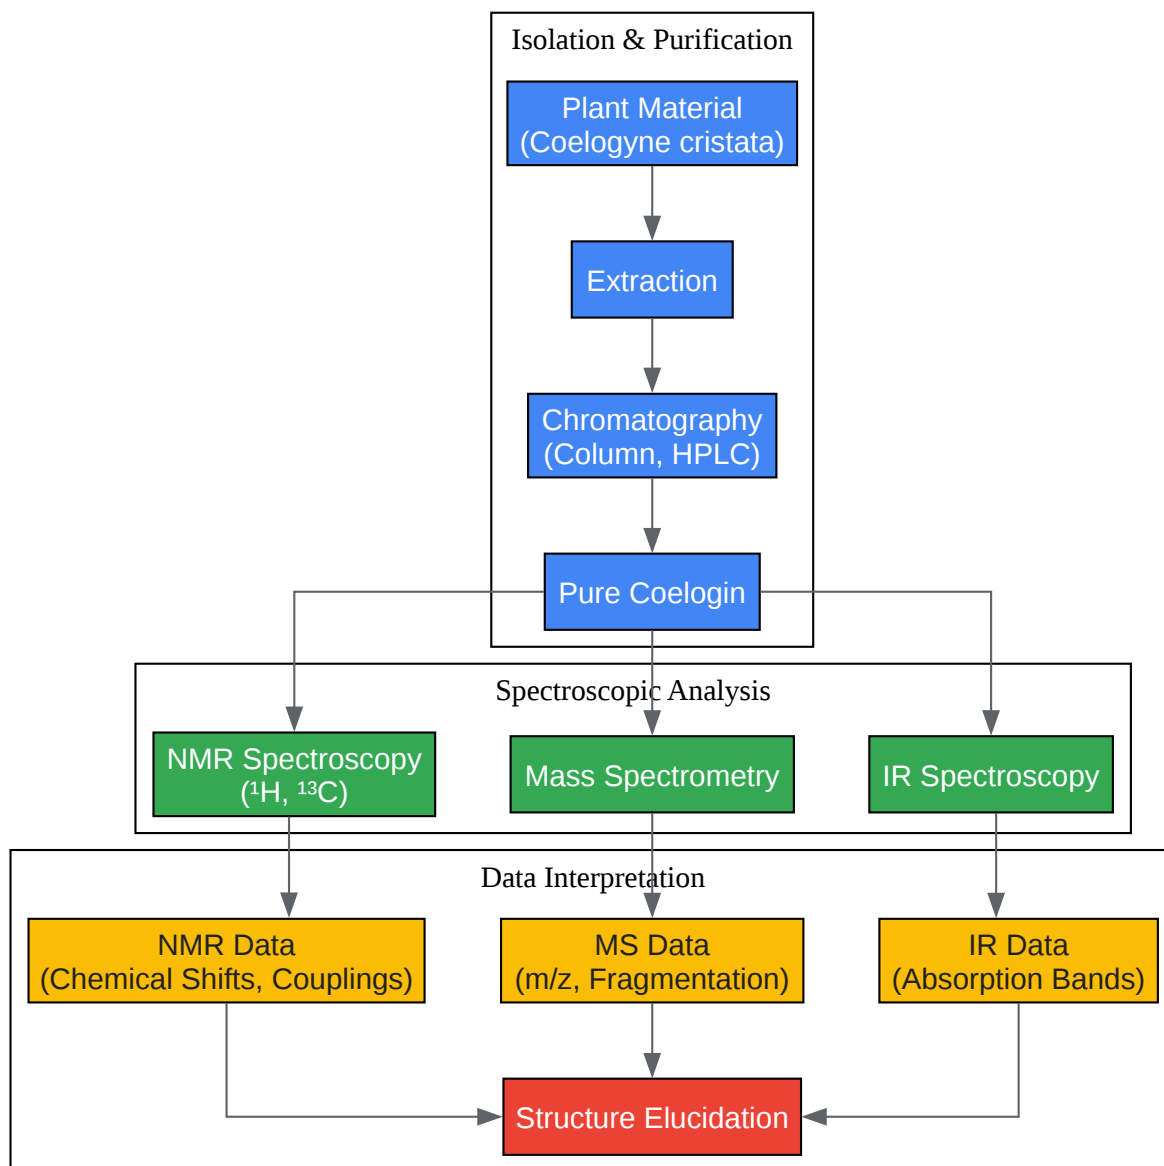 Isolation & Purification
Plant Material
(Coelogyne cristata)
Extraction
Chromatography
(Column, HPLC)
Pure Coelogin
Spectroscopic Analysis
NMR Spectroscopy
(¹H, ¹³C)
Mass Spectrometry
IR Spectroscopy
Data Interpretation
NMR Data
(Chemical Shifts, Couplings)
MS Data
(m/z, Fragmentation)
IR Data
(Absorption Bands)
Structure Elucidation